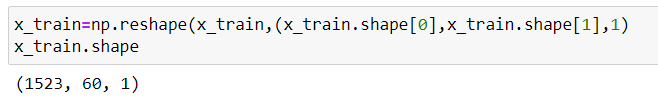 x_train=np.reshape(x_train,(x_train.shape[0],x_train.shape[1],1)
x_train.shape
(1523, 60, 1)